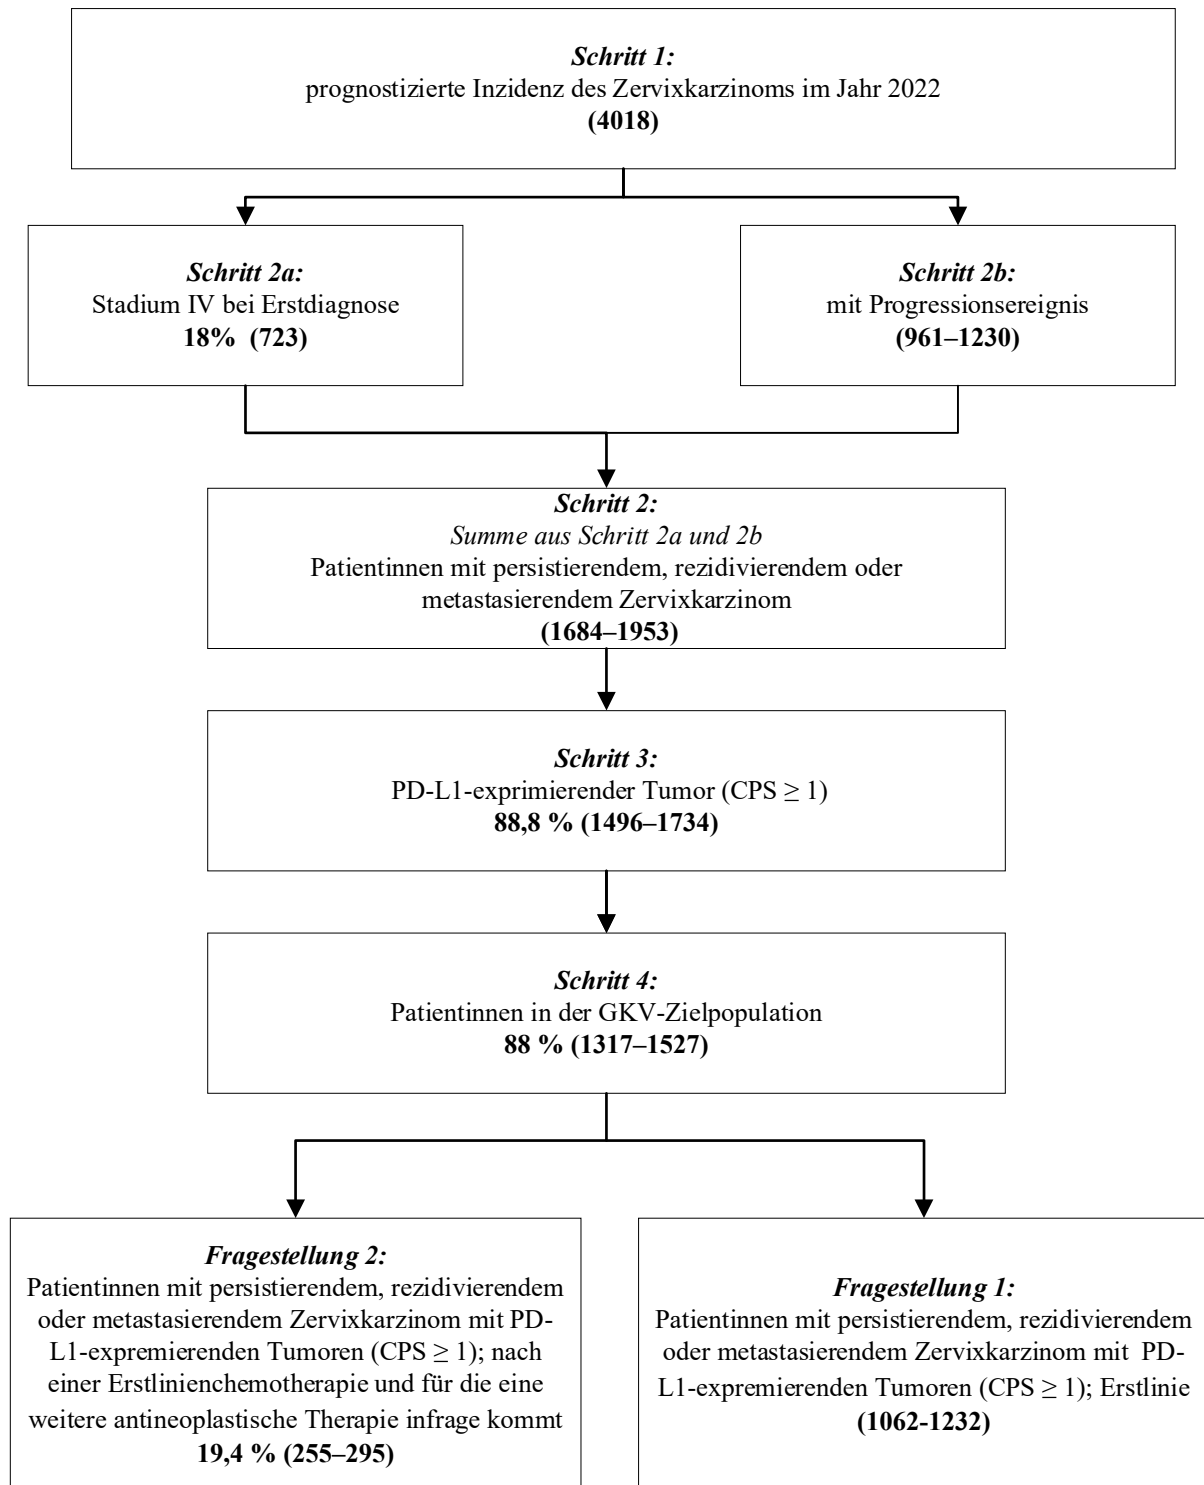 Schritt 1:
prognostizierte Inzidenz des Zervixkarzinoms im Jahr 2022
(4018)
Schritt 2a:
Stadium IV bei Erstdiagnose
18% (723)
Schritt 2b:
mit Progressionsereignis
(961–1230)
Schritt 2:
Summe aus Schritt 2a und 2b
Patientinnen mit persistierendem, rezidivierendem oder
metastasierendem Zervixkarzinom
(1684–1953)
Schritt 3:
PD-L1-exprimierender Tumor (CPS ≥ 1)
88,8 % (1496–1734)
Schritt 4:
Patientinnen in der GKV-Zielpopulation
88 % (1317–1527)
Fragestellung 2:
Patientinnen mit persistierendem, rezidivierendem
oder metastasierendem Zervixkarzinom mit PD-
L1-expremierenden Tumoren (CPS ≥ 1); nach
einer Erstlinienchemotherapie und für die eine
weitere antineoplastische Therapie infrage kommt
19,4 % (255–295)
Fragestellung 1:
Patientinnen mit persistierendem, rezidivierendem
oder metastasierendem Zervixkarzinom mit PD-
L1-expremierenden Tumoren (CPS ≥ 1); Erstlinie
(1062-1232)